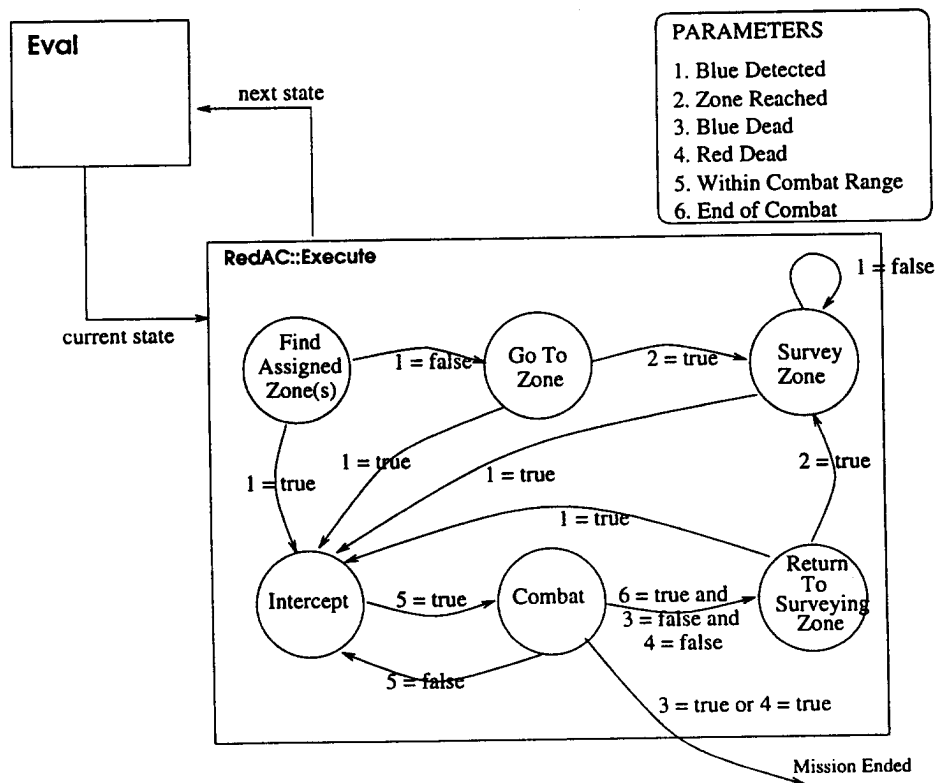 Eval
next state
PARAMETERS
1. Blue Detected
2. Zone Reached
3. Blue Dead
4. Red Dead
5. Within Combat Range
6. End of Combat
current state
RedAC::Execute
1 = false
Find
Assigned
Zone(s)
1 = false
Go To
Zone
2 = true
Survey
Zone
1 = true
1 = true
1 = true
2 = true
1 = true
Intercept
5 = true
Combat
6 = true and
3 = false and
4 = false
Return
To
Surveying
Zone
5 = false
3 = true or 4 = true
Mission Ended